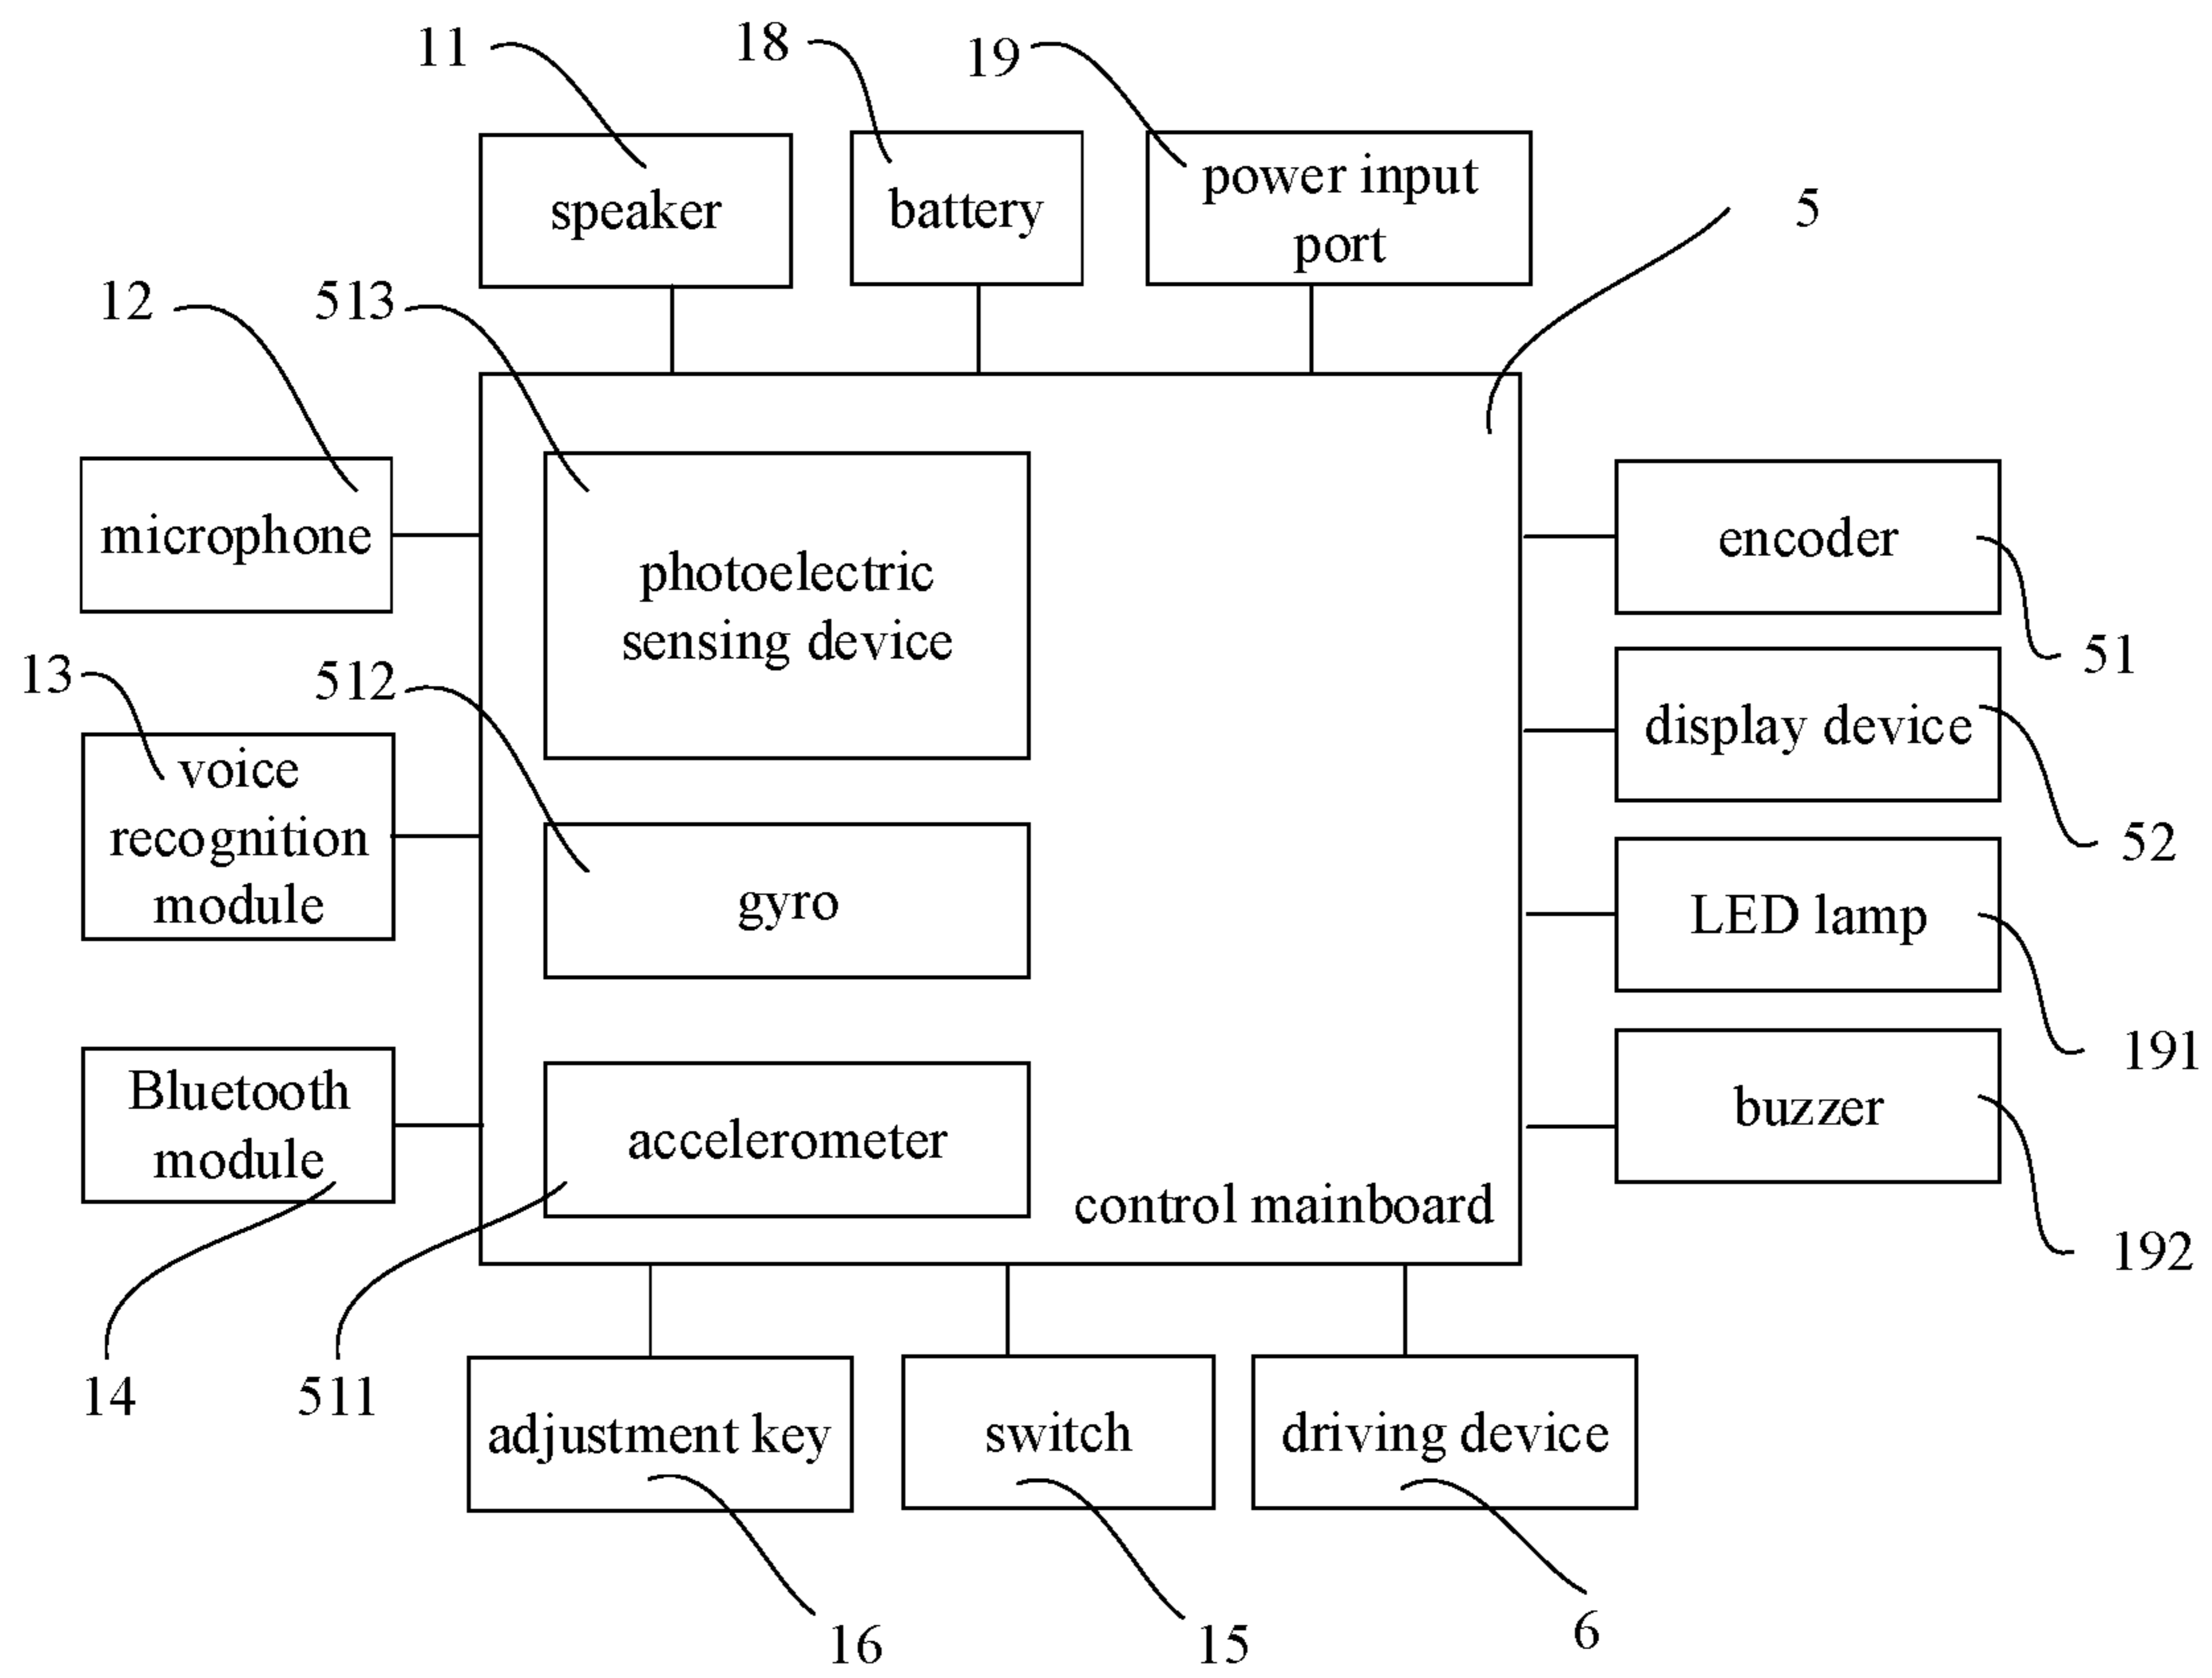 11
18
19
speaker
battery
power input
port
5
12
513
microphone
photoelectric
sensing device
encoder
51
13
512
voice
recognition
module
display device
52
gyro
LED lamp
191
Bluetooth
module
accelerometer
buzzer
192
control mainboard
14
511
adjustment key
switch
driving device
16
15
6